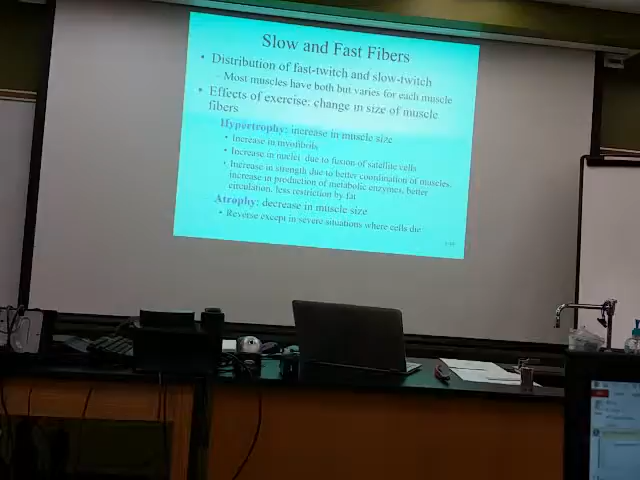 Slow and Fast Fibers
• Distribution of fast-twitch and slow-twitch
– Most muscles have both but varies for each muscle
• Effects of exercise: change in size of muscle
fibers
Hypertrophy: increase in muscle size
• Increase in myofibrils
• Increase in nuclei due to fusion of satellite cells
• Increase in strength due to better coordination of muscles,
increase in production of metabolic enzymes, better
circulation, less restriction by fat
Atrophy: decrease in muscle size
• Reverse except in severe situations where cells die